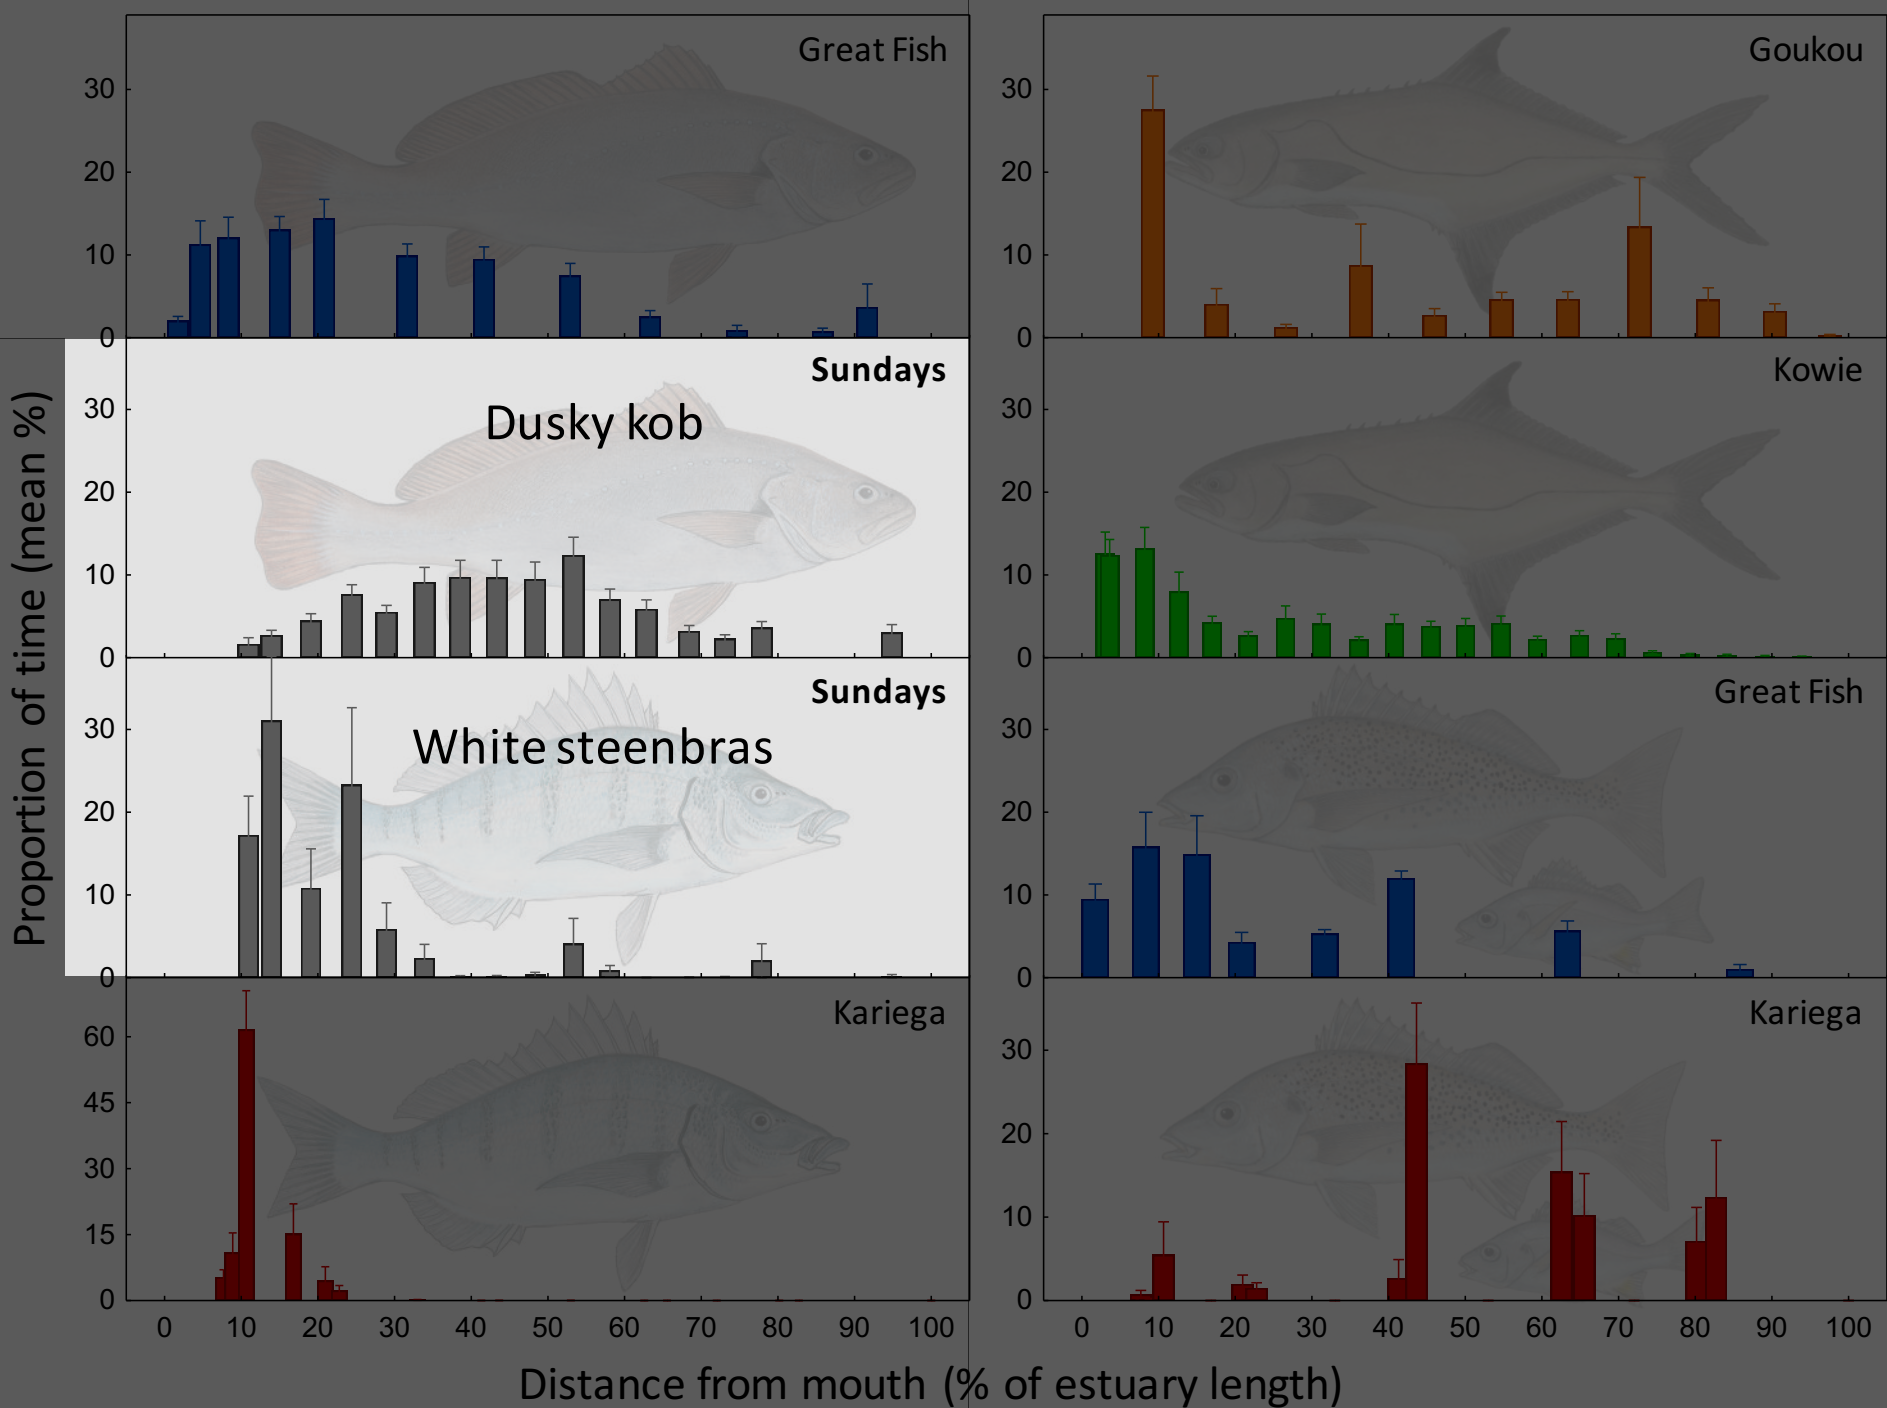 Great Fish
30
20
10
0
Goukou
30
20
10
0
Sundays
Dusky kob
30
20
10
0
Kowie
30
20
10
0
Sundays
White steenbras
30
20
10
0
Great Fish
30
20
10
0
Kariega
60
45
30
15
0
Kariega
30
20
10
0
0 10 20 30 40 50 60 70 80 90 100
0 10 20 30 40 50 60 70 80 90 100
Proportion of time (mean %)
Distance from mouth (% of estuary length)